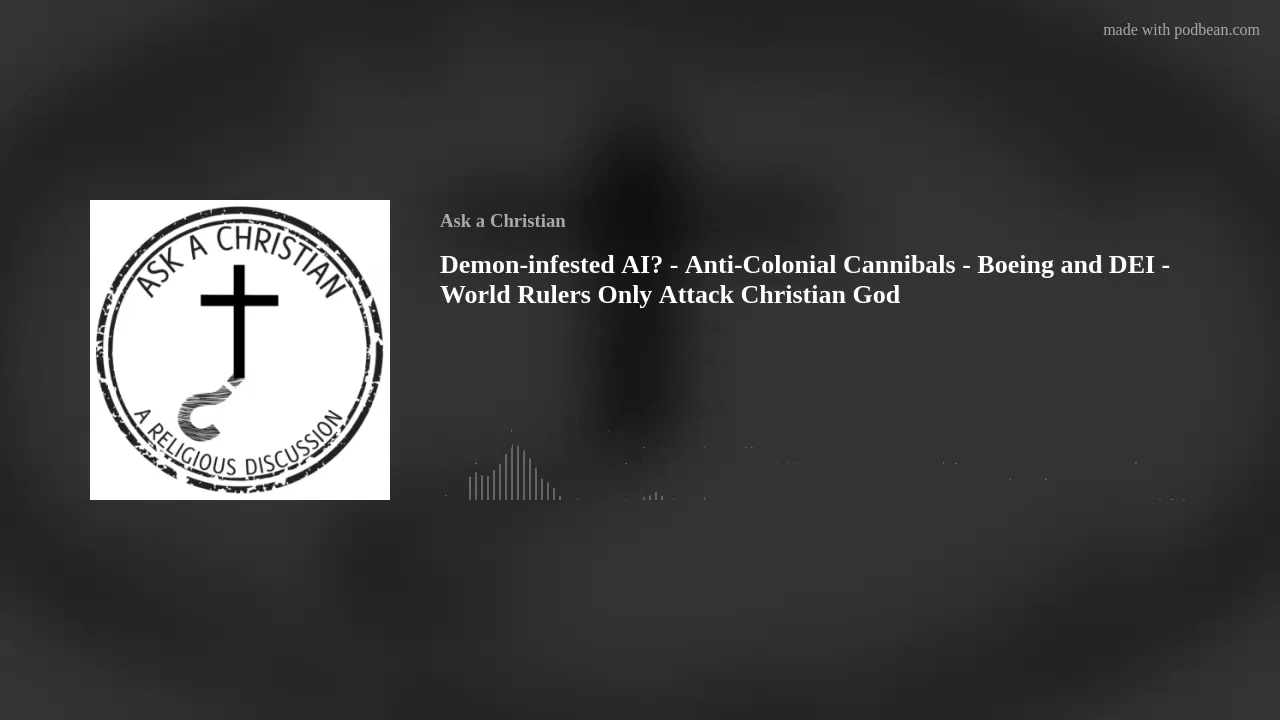 made with podbean.com
ASK A CHRISTIAN
A RELIGIOUS DISCUSSION
Ask a Christian
Demon-infested AI? - Anti-Colonial Cannibals - Boeing and DEI -
World Rulers Only Attack Christian God